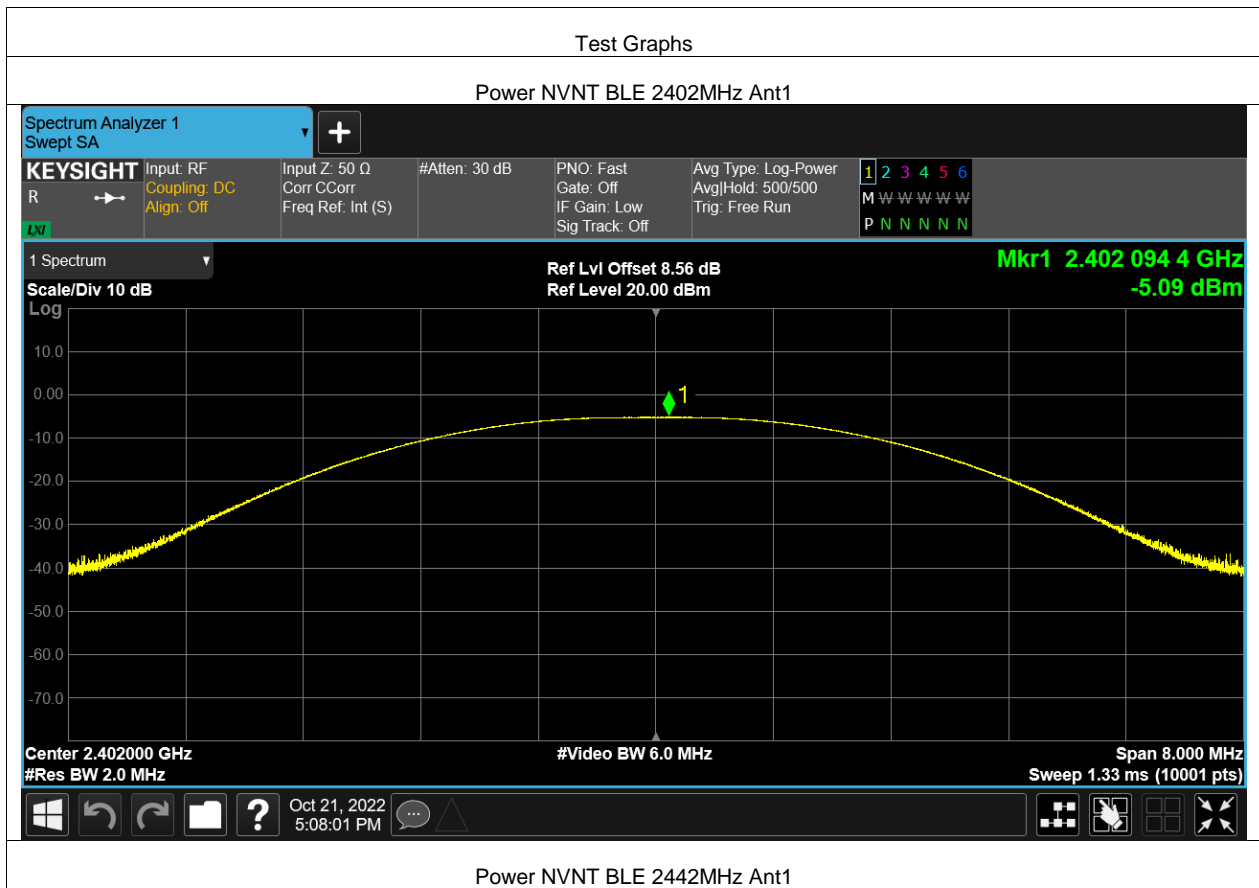 Test Graphs
Power NVNT BLE 2402MHz Ant1
Spectrum Analyzer 1
Swept SA
KEYSIGHT
R
LXI
Input: RF
Coupling: DC
Align: Off
Input Z: 50 Ω
Corr CCorr
Freq Ref: Int (S)
#Atten: 30 dB
PNO: Fast
Gate: Off
IF Gain: Low
Sig Track: Off
Avg Type: Log-Power
Avg|Hold: 500/500
Trig: Free Run
1 2 3 4 5 6
M W W W W W
P N N N N N
1 Spectrum
Scale/Div 10 dB
Ref Lvl Offset 8.56 dB
Ref Level 20.00 dBm
Mkr1 2.402 094 4 GHz
-5.09 dBm
Log
10.0
0.00
1
-10.0
-20.0
-30.0
-40.0
-50.0
-60.0
-70.0
Center 2.402000 GHz
#Video BW 6.0 MHz
Span 8.000 MHz
#Res BW 2.0 MHz
Sweep 1.33 ms (10001 pts)
Oct 21, 2022
5:08:01 PM
Power NVNT BLE 2442MHz Ant1